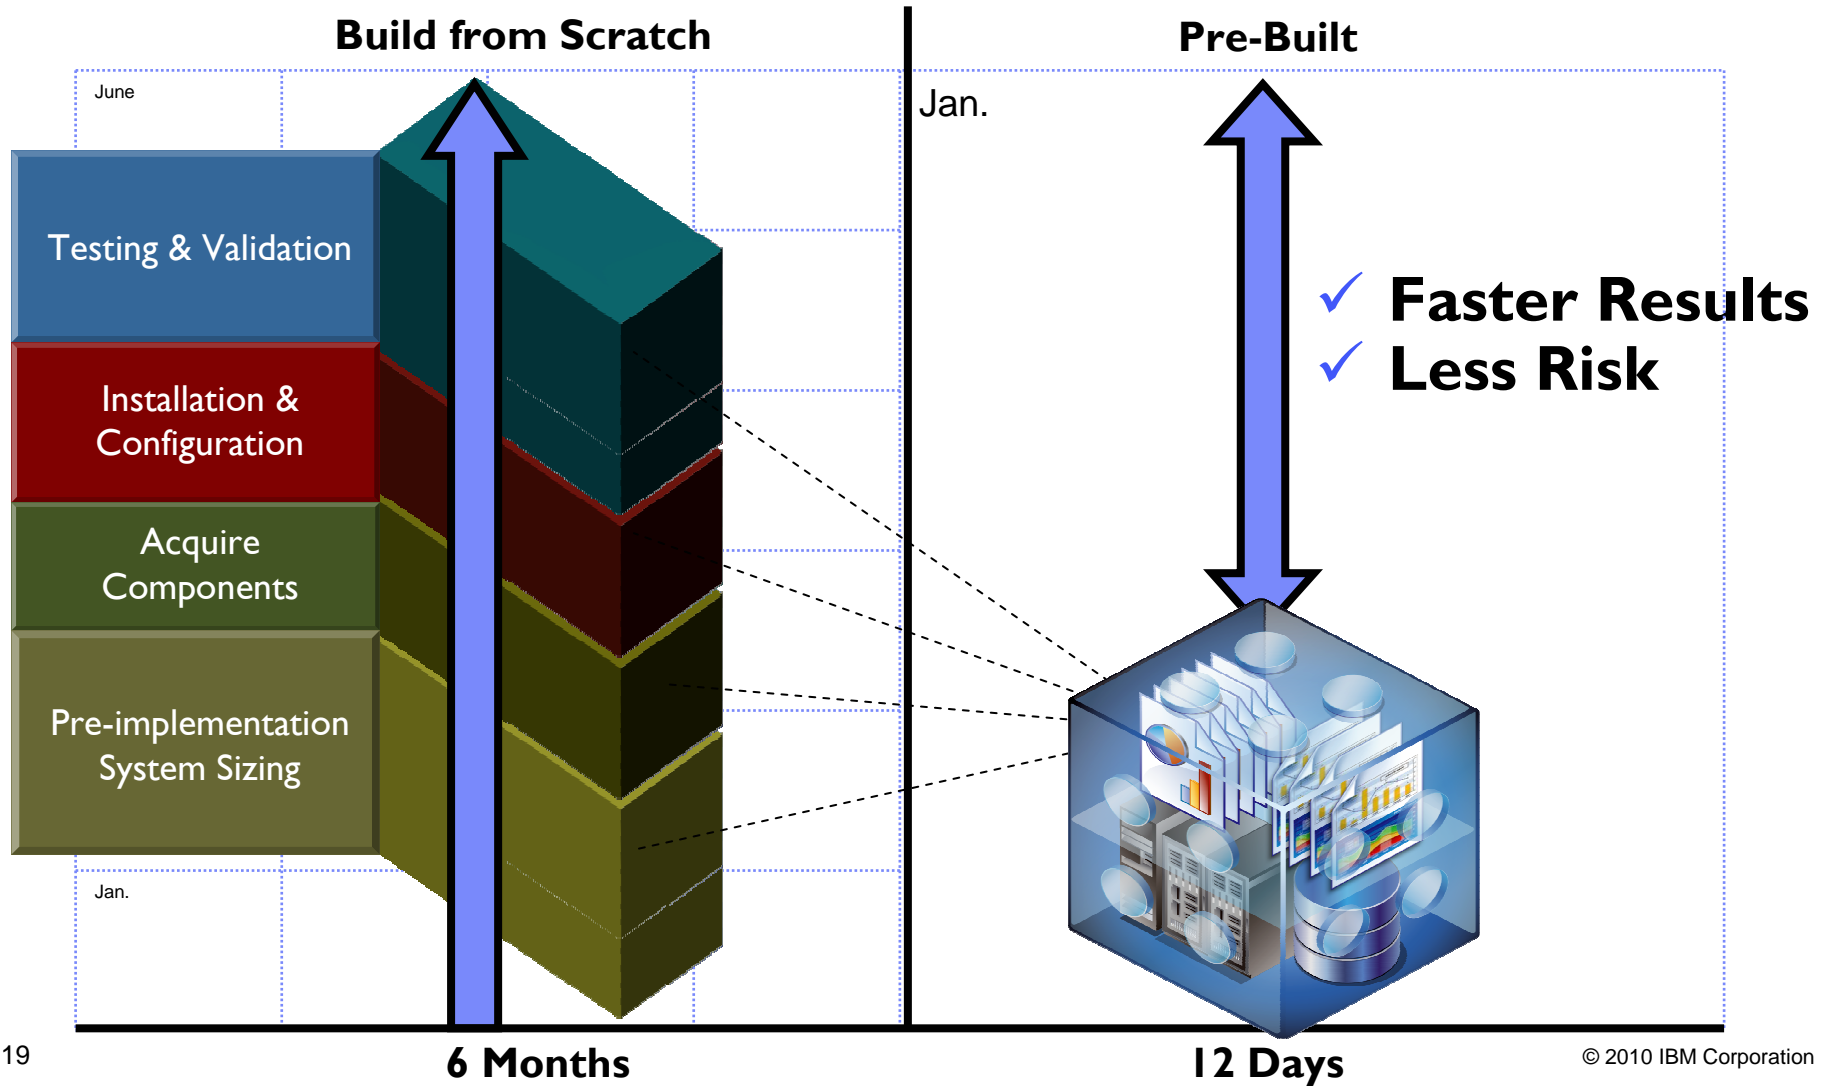 Build from Scratch
Pre-Built
June
Jan.
Testing & Validation
Faster Results
Less Risk
Installation &
Configuration
Acquire
Components
Pre-implementation
System Sizing
Jan.
6 Months
12 Days
19
© 2010 IBM Corporation